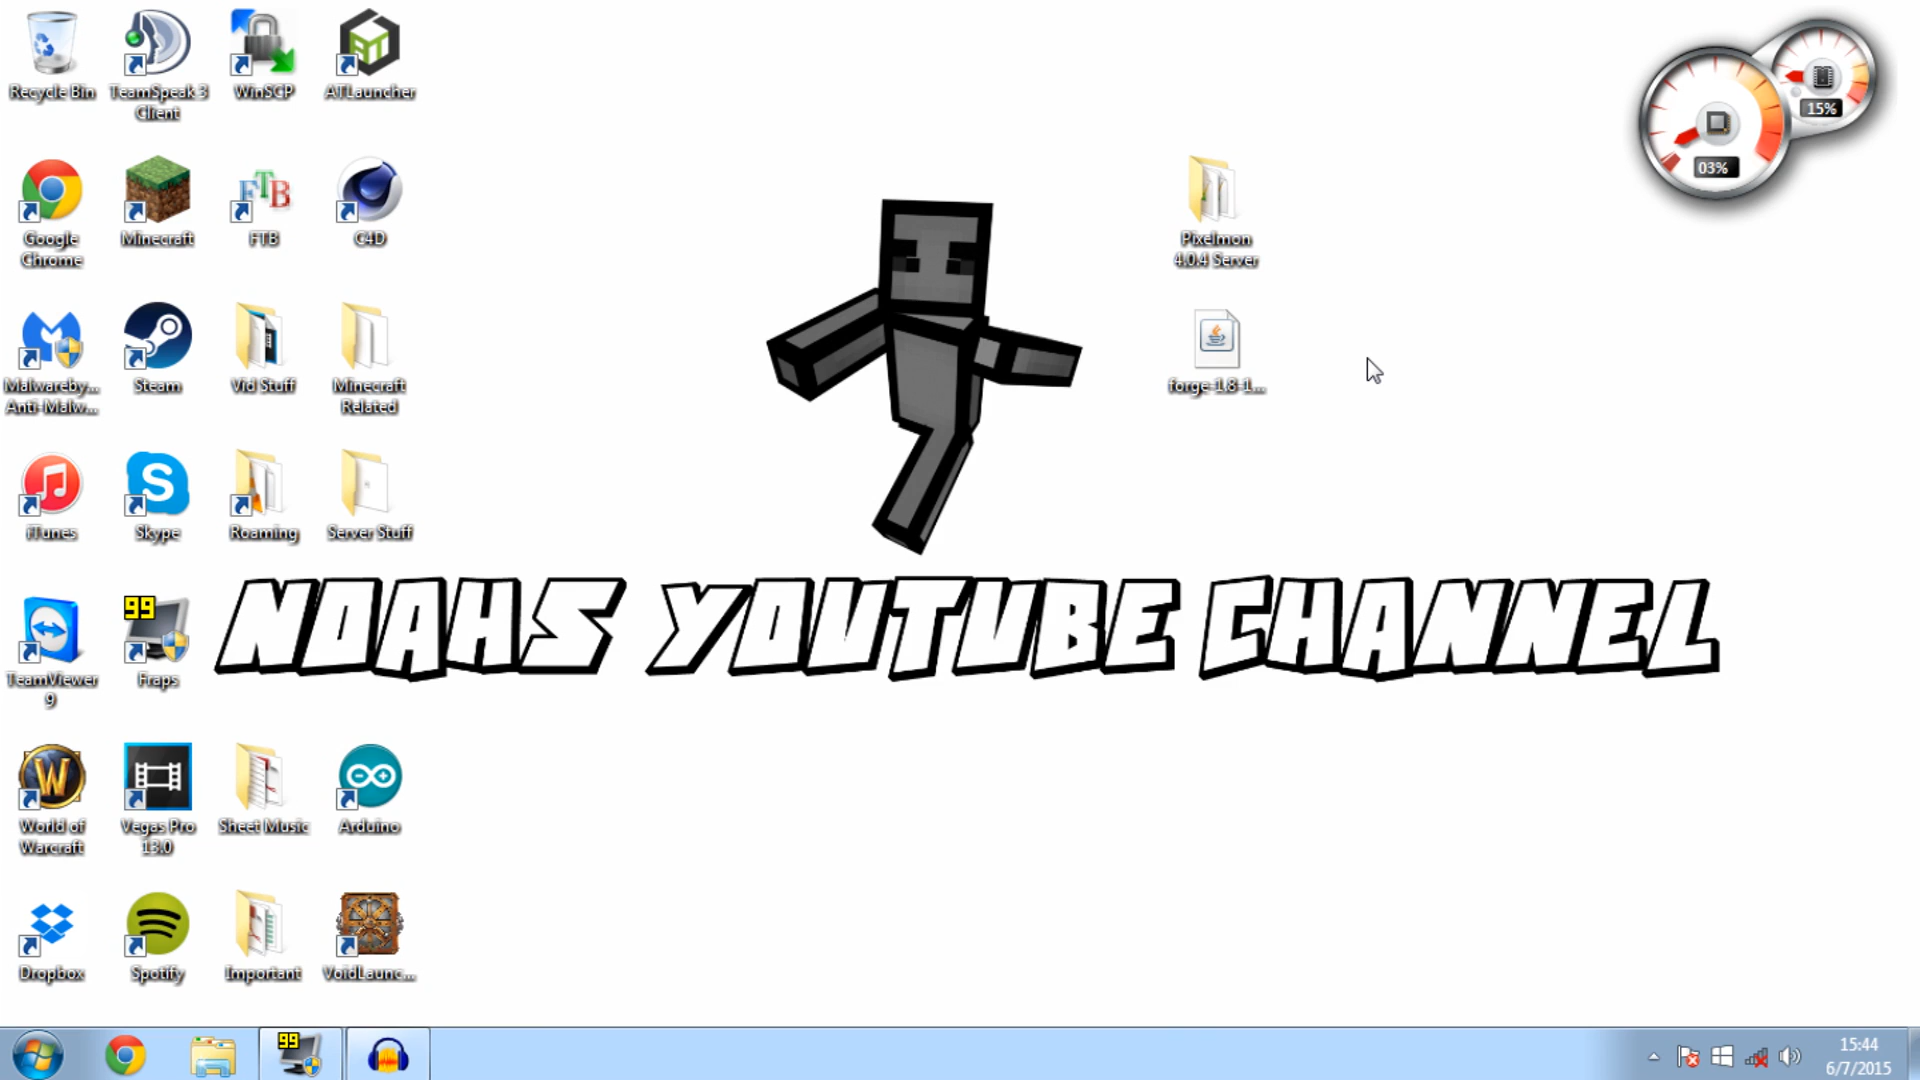 Recycle Bin
TeamSpeak 3
Client
WinSCP
ATLauncher
Google
Chrome
Minecraft
FTB
C4D
Malwareby...
Anti-Malw...
Steam
Vid Stuff
Minecraft
Related
iTunes
Skype
Roaming
Server Stuff
TeamViewer
9
99
Fraps
World of
Warcraft
Vegas Pro
13.0
Sheet Music
Arduino
Dropbox
Spotify
Important
VoidLaunc...
Pixelmon
4.0.4 Server
forge-1.8-1...
15%
03%
NOAHS YOUTUBE CHANNEL
99
15:44
6/7/2015